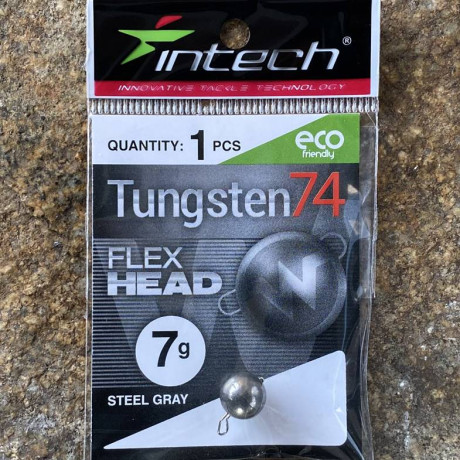 intech®
INNOVATIVE TACKLE TECHNOLOGY
QUANTITY: 1 PCS
eco
friendly
Tungsten74
FLEX
HEAD
7g
STEEL GRAY